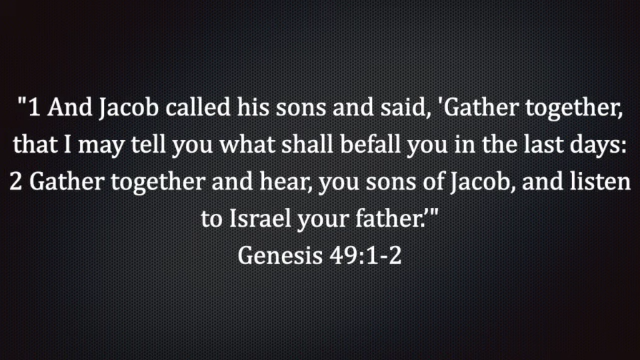 "1 And Jacob called his sons and said, 'Gather together,
that I may tell you what shall befall you in the last days:
2 Gather together and hear, you sons of Jacob, and listen
to Israel your father.’"
Genesis 49:1-2